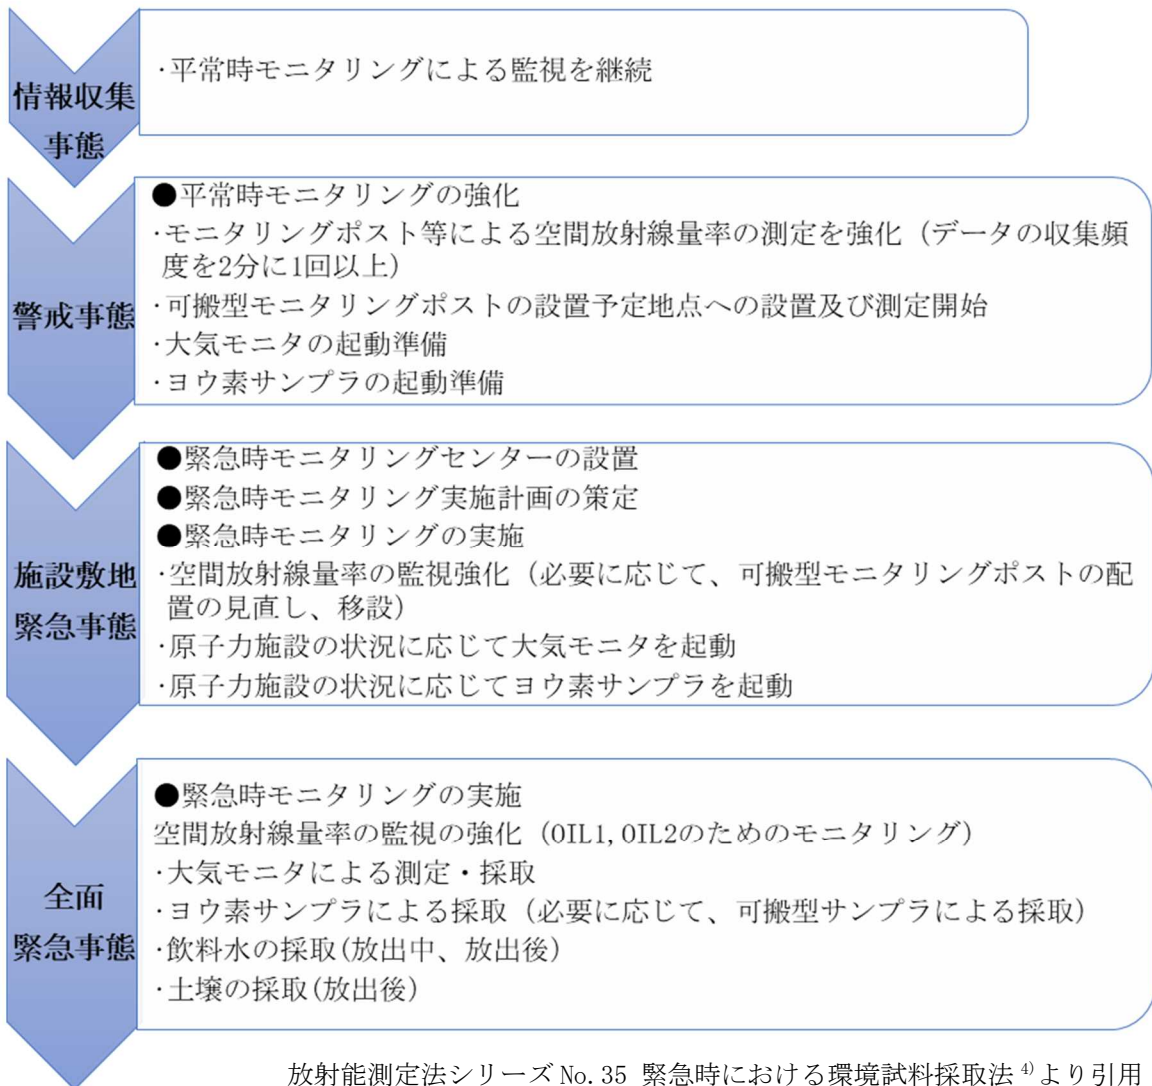 情報収集
事態
·平常時モニタリングによる監視を継続
警戒事態
●平常時モニタリングの強化
·モニタリングポスト等による空間放射線量率の測定を強化（データの収集頻
度を2分に1回以上）
·可搬型モニタリングポストの設置予定地点への設置及び測定開始
·大気モニタの起動準備
·ヨウ素サンプラの起動準備
施設敷地
緊急事態
●緊急時モニタリングセンターの設置
●緊急時モニタリング実施計画の策定
●緊急時モニタリングの実施
·空間放射線量率の監視強化（必要に応じて、可搬型モニタリングポストの配
置の見直し、移設）
·原子力施設の状況に応じて大気モニタを起動
·原子力施設の状況に応じてヨウ素サンプラを起動
全面
緊急事態
●緊急時モニタリングの実施
空間放射線量率の監視の強化（OIL1,OIL2のためのモニタリング）
·大気モニタによる測定・採取
·ヨウ素サンプラによる採取（必要に応じて、可搬型サンプラによる採取）
·飲料水の採取(放出中、放出後)
·土壌の採取(放出後)
放射能測定法シリーズ No.35 緊急時における環境試料採取法 4)より引用